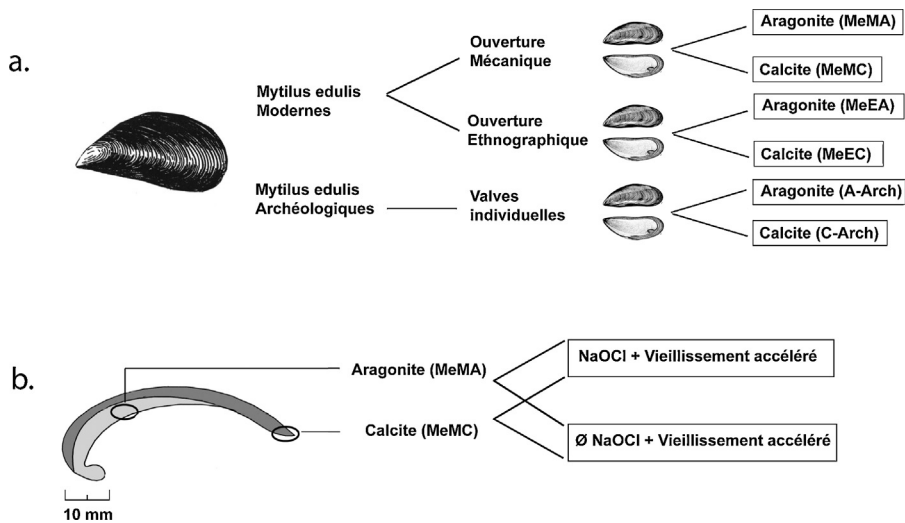 a.
Mytilus edulis
Modernes
Ouverture
Mécanique
Aragonite (MeMA)
Calcite (MeMC)
Ouverture
Ethnographique
Aragonite (MeEA)
Calcite (MeEC)
Mytilus edulis
Archéologiques
Valves
individuelles
Aragonite (A-Arch)
Calcite (C-Arch)
b.
Aragonite (MeMA)
Calcite (MeMC)
NaOCl + Vieillissement accéléré
Ø NaOCl + Vieillissement accéléré
10 mm